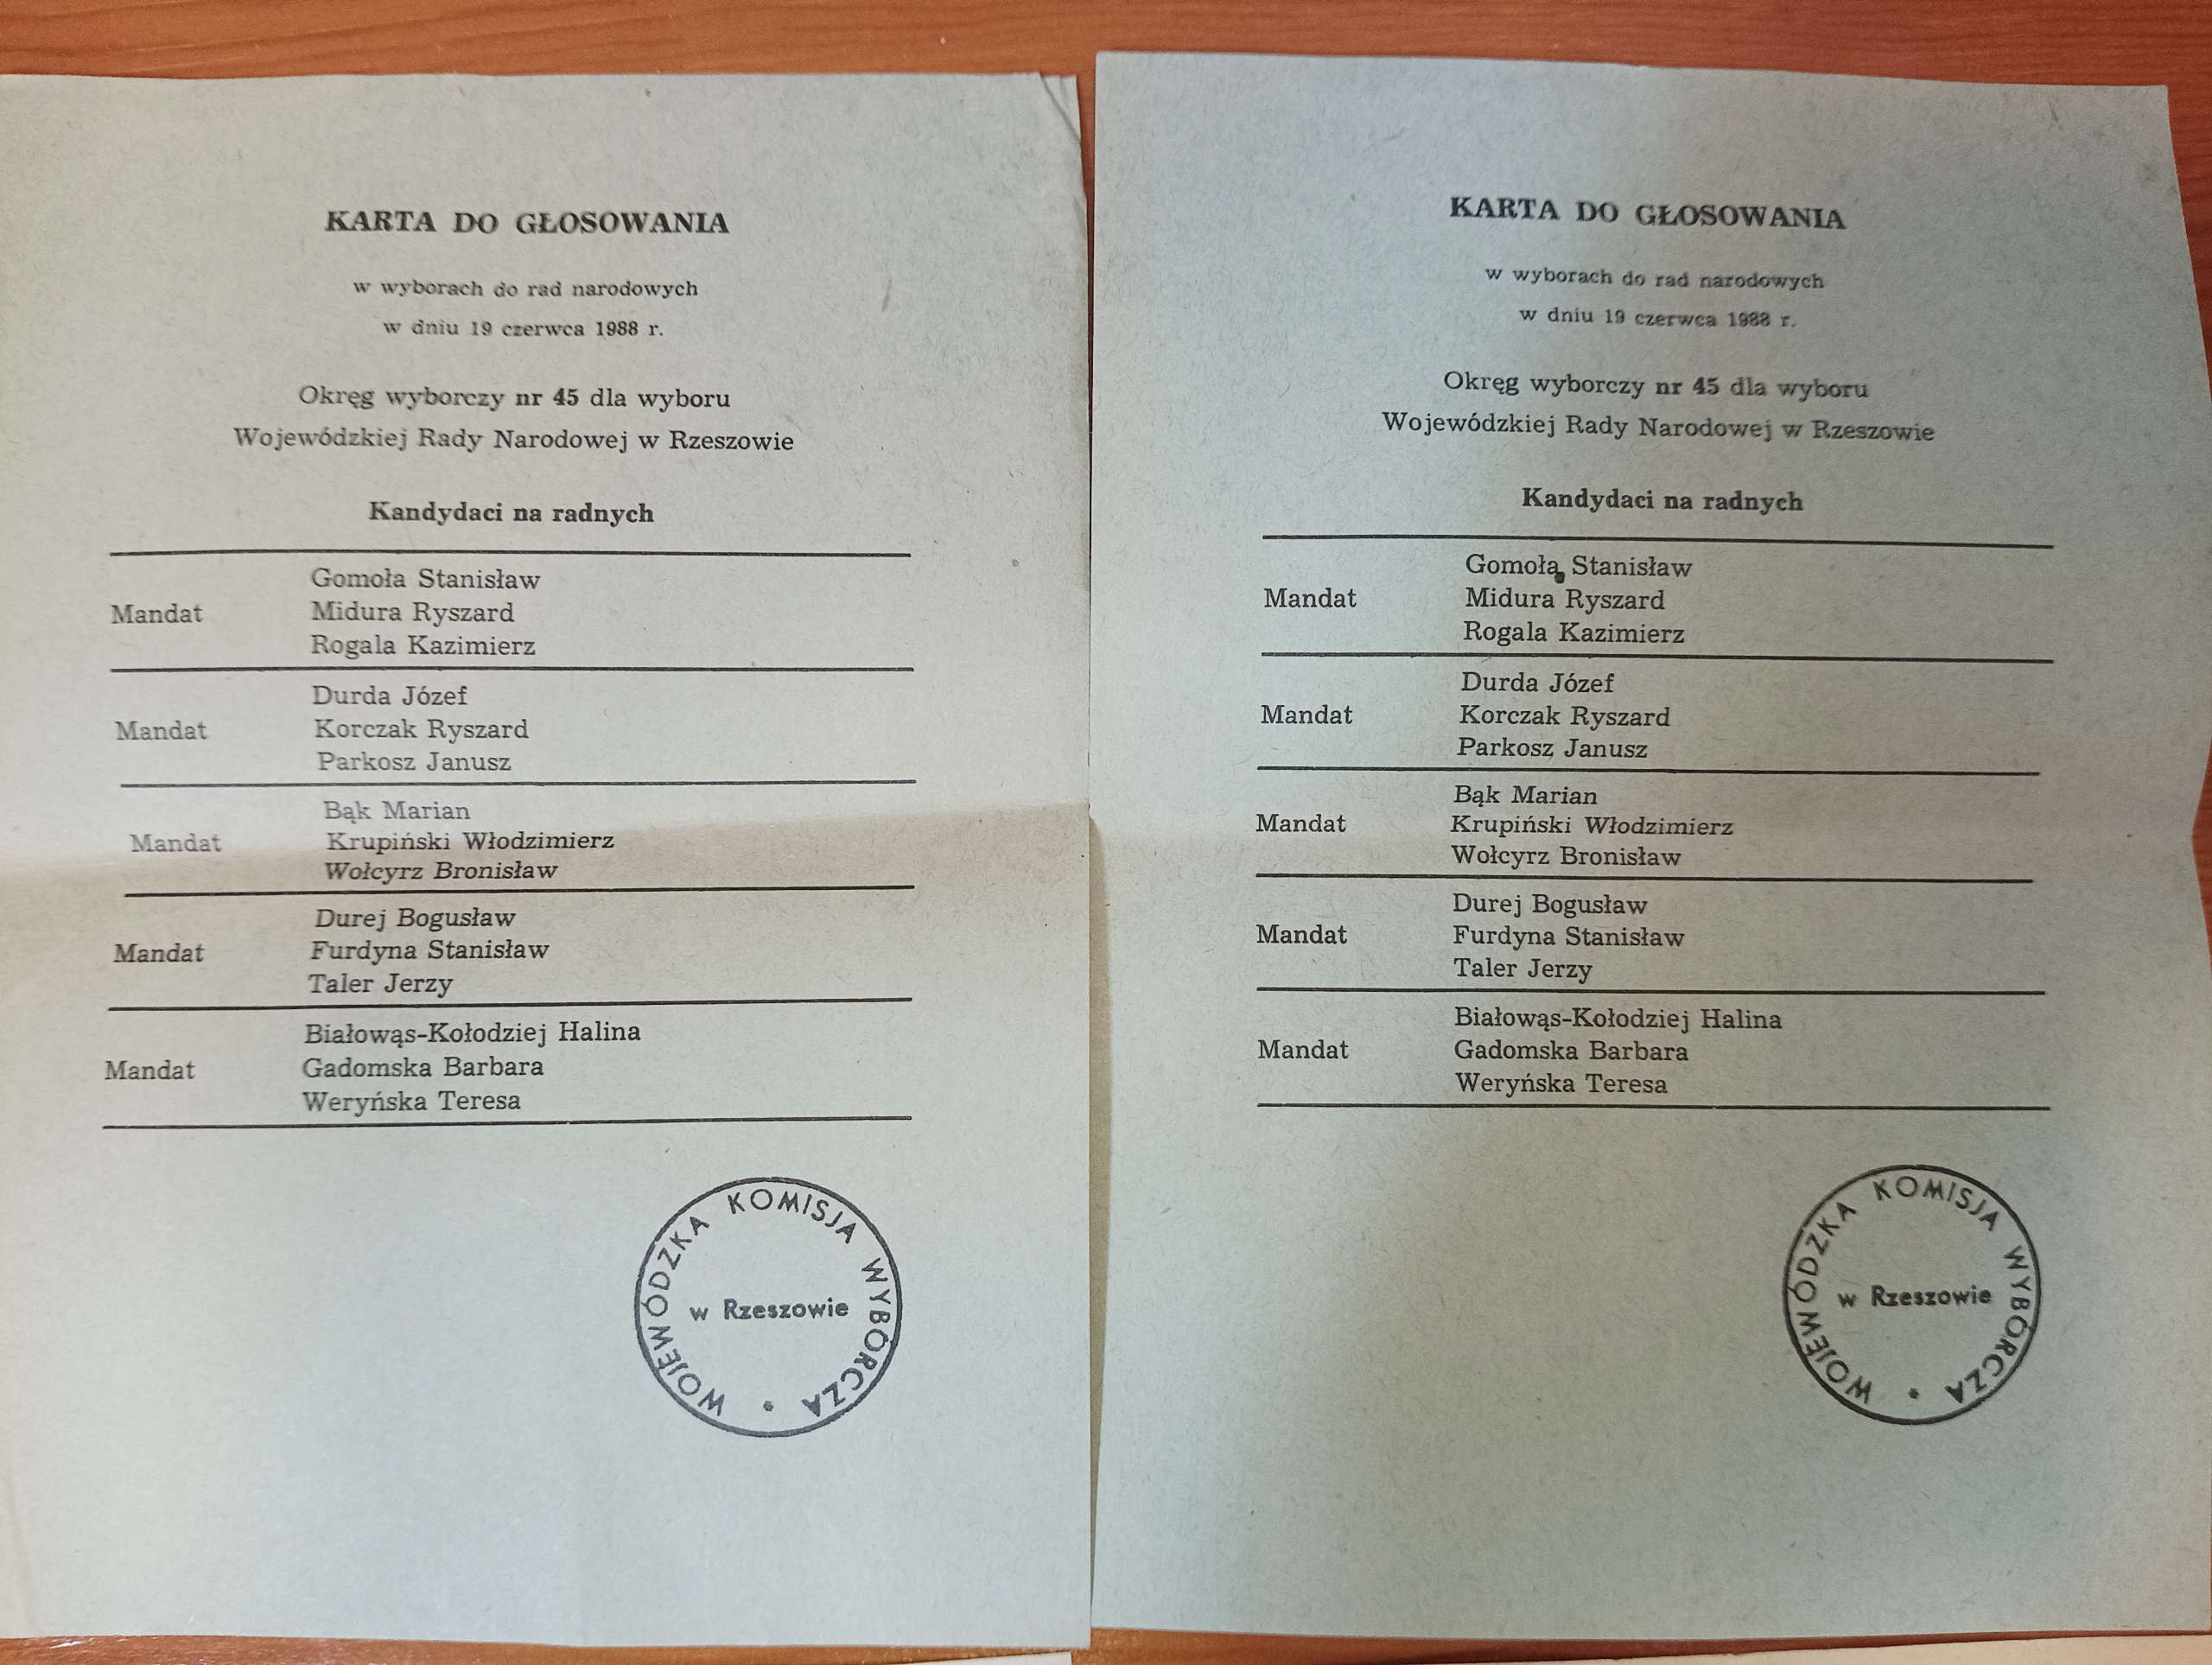 KARTA DO GŁOSOWANIA
w wyborach do rad narodowych
w dniu 19 czerwca 1988 r.
Okręg wyborczy nr 45 dla wyboru
Wojewódzkiej Rady Narodowej w Rzeszowie
Kandydaci na radnych
Gomoła Stanisław
Mandat Midura Ryszard
Rogala Kazimierz
Durda Józef
Mandat Korczak Ryszard
Parkosz Janusz
Bąk Marian
Mandat Krupiński Włodzimierz
Wołcyrz Bronisław
Durej Bogusław
Mandat Furdyna Stanisław
Taler Jerzy
Białowąs-Kołodziej Halina
Mandat Gadomska Barbara
Weryńska Teresa
WOJEWÓDZKA KOMISJA WYBORCZA
w Rzeszowie
KARTA DO GŁOSOWANIA
w wyborach do rad narodowych
w dniu 19 czerwca 1988 r.
Okręg wyborczy nr 45 dla wyboru
Wojewódzkiej Rady Narodowej w Rzeszowie
Kandydaci na radnych
Gomoła Stanisław
Mandat Midura Ryszard
Rogala Kazimierz
Durda Józef
Mandat Korczak Ryszard
Parkosz Janusz
Bąk Marian
Mandat Krupiński Włodzimierz
Wołcyrz Bronisław
Durej Bogusław
Mandat Furdyna Stanisław
Taler Jerzy
Białowąs-Kołodziej Halina
Mandat Gadomska Barbara
Weryńska Teresa
WOJEWÓDZKA KOMISJA WYBÓRCZA
w Rzeszowie